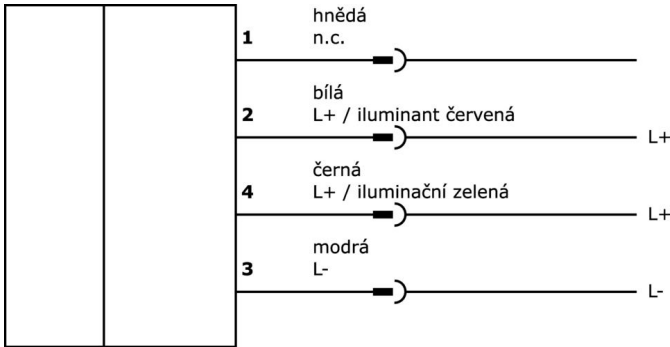 hnědá
1 n.c.
bílá
2 L+ / iluminant červená
L+
černá
4 L+ / iluminační zelená
L+
modrá
3 L-
L-